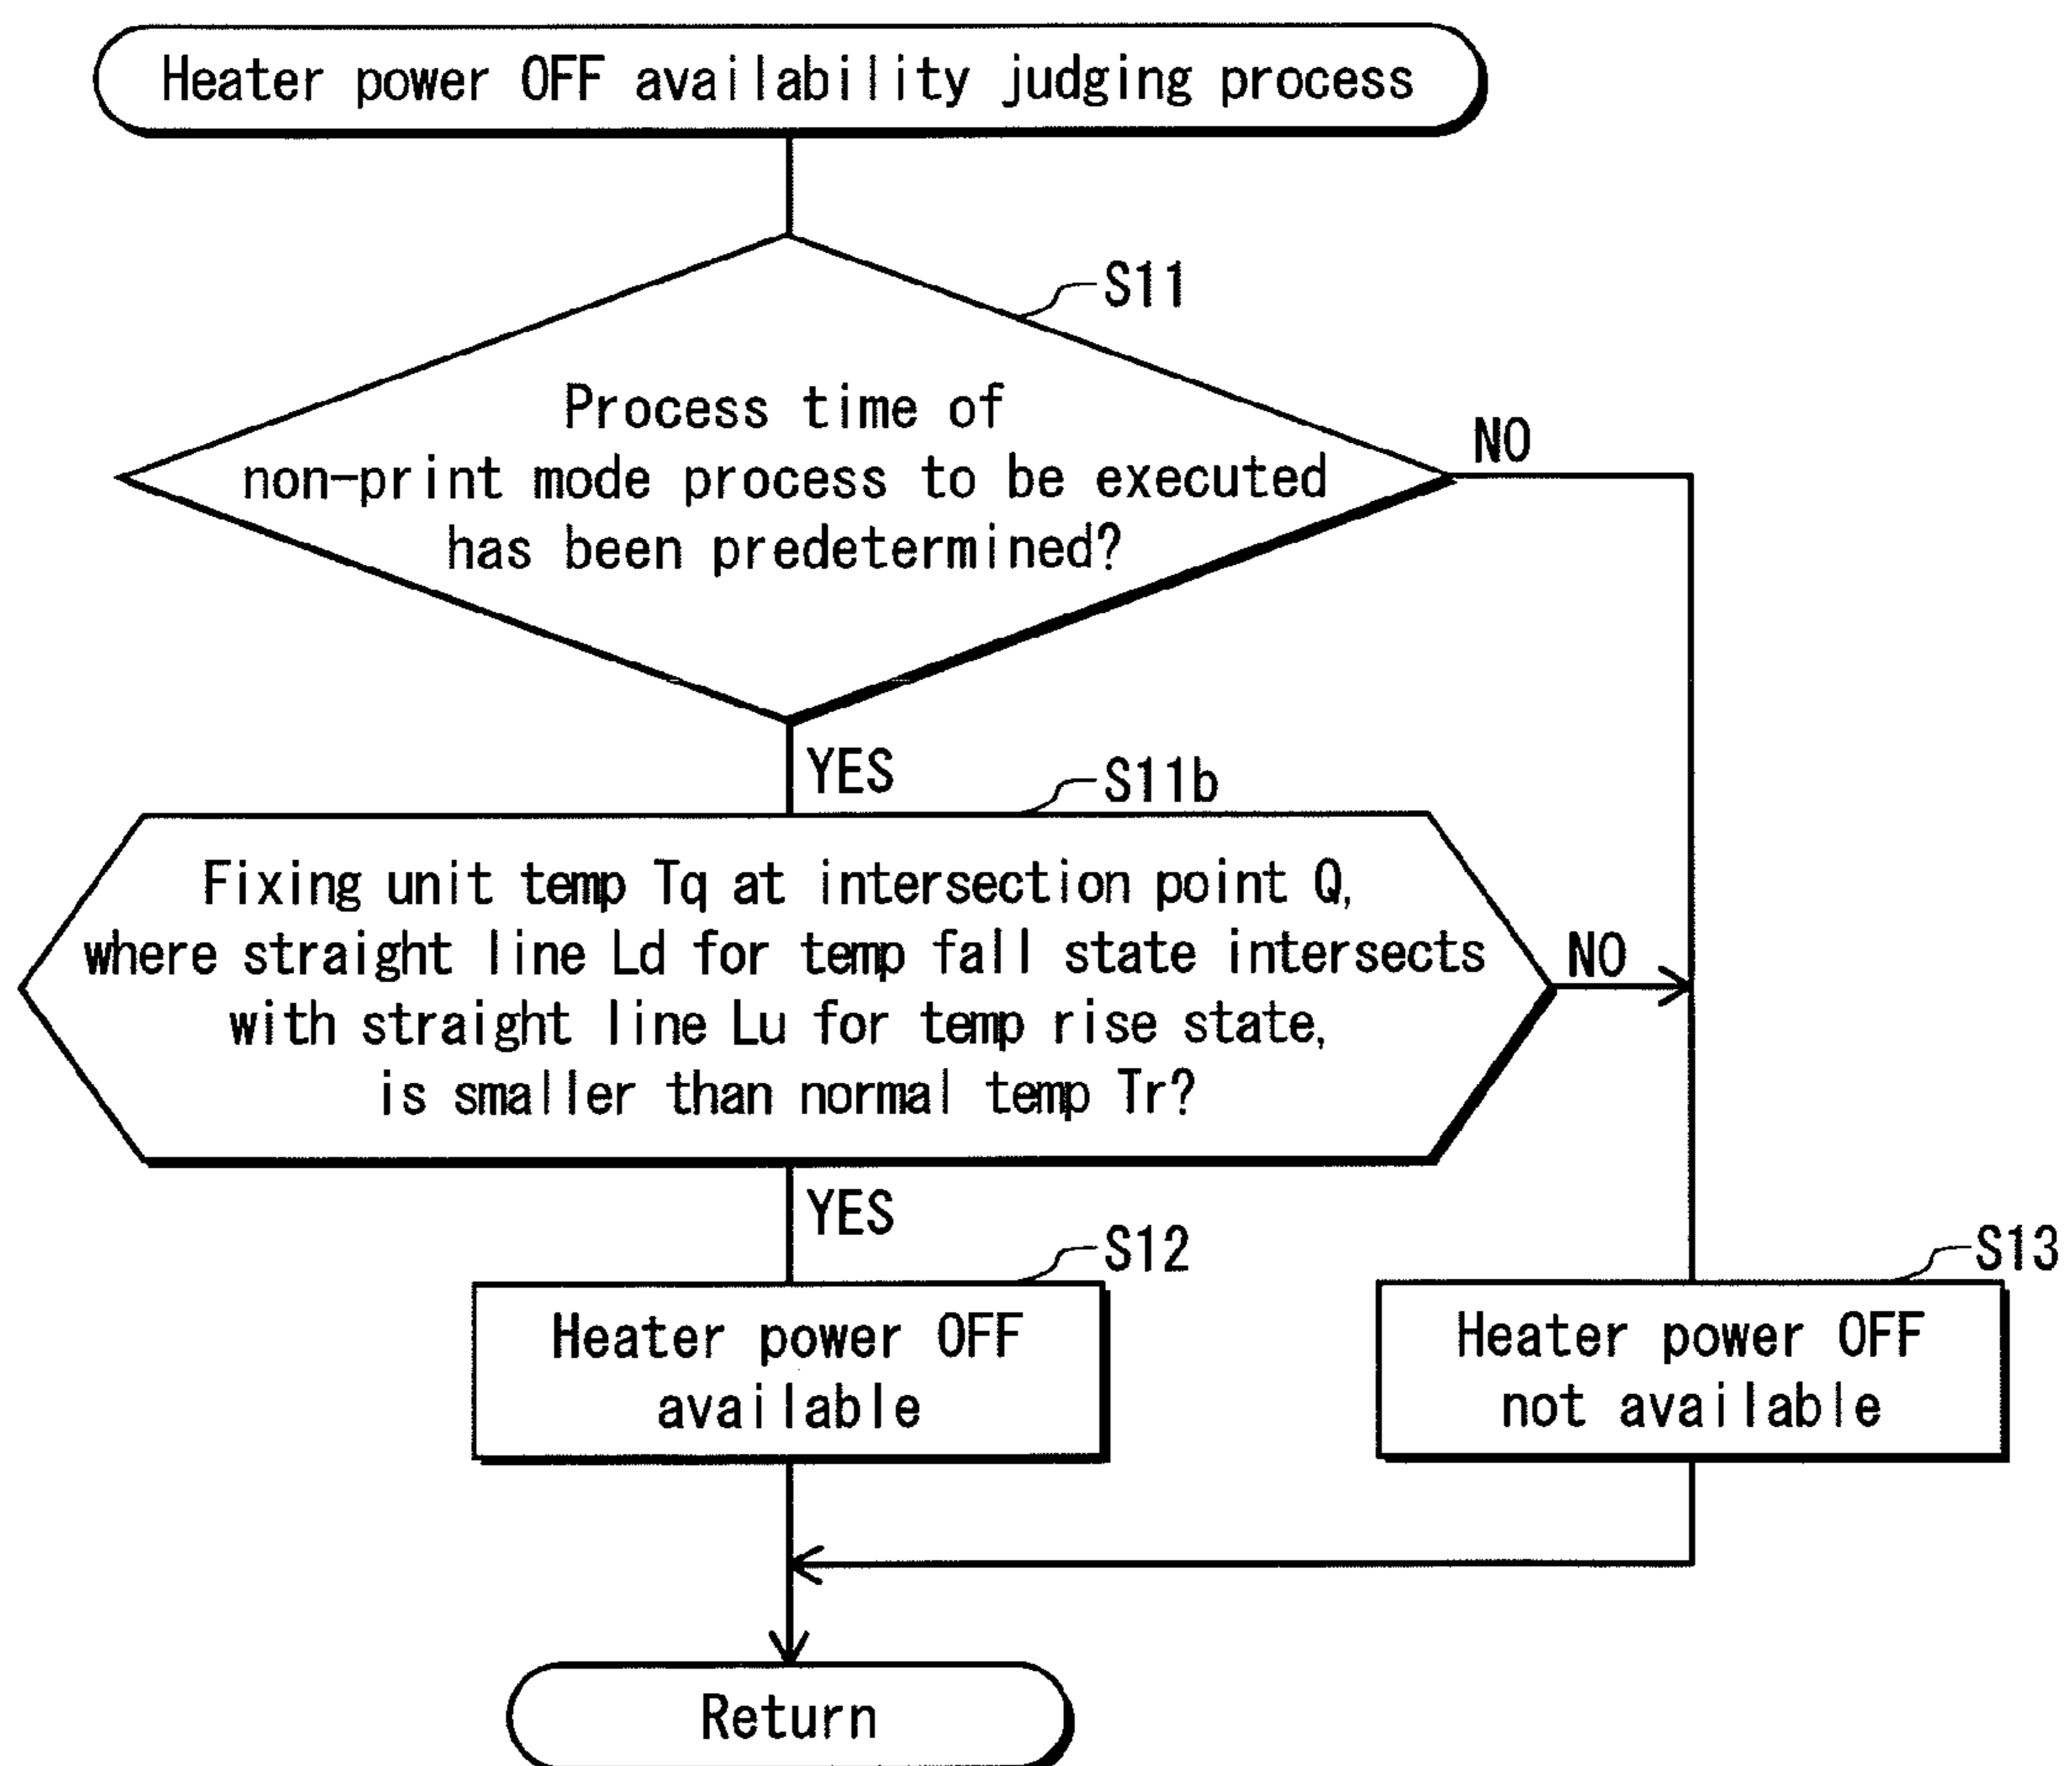 Heater power OFF availability judging process
S11
Process time of
non-print mode process to be executed
has been predetermined?
NO
YES
S11b
Fixing unit temp Tq at intersection point Q,
where straight line Ld for temp fall state intersects
with straight line Lu for temp rise state,
is smaller than normal temp Tr?
NO
YES
S12
Heater power OFF
available
S13
Heater power OFF
not available
Return